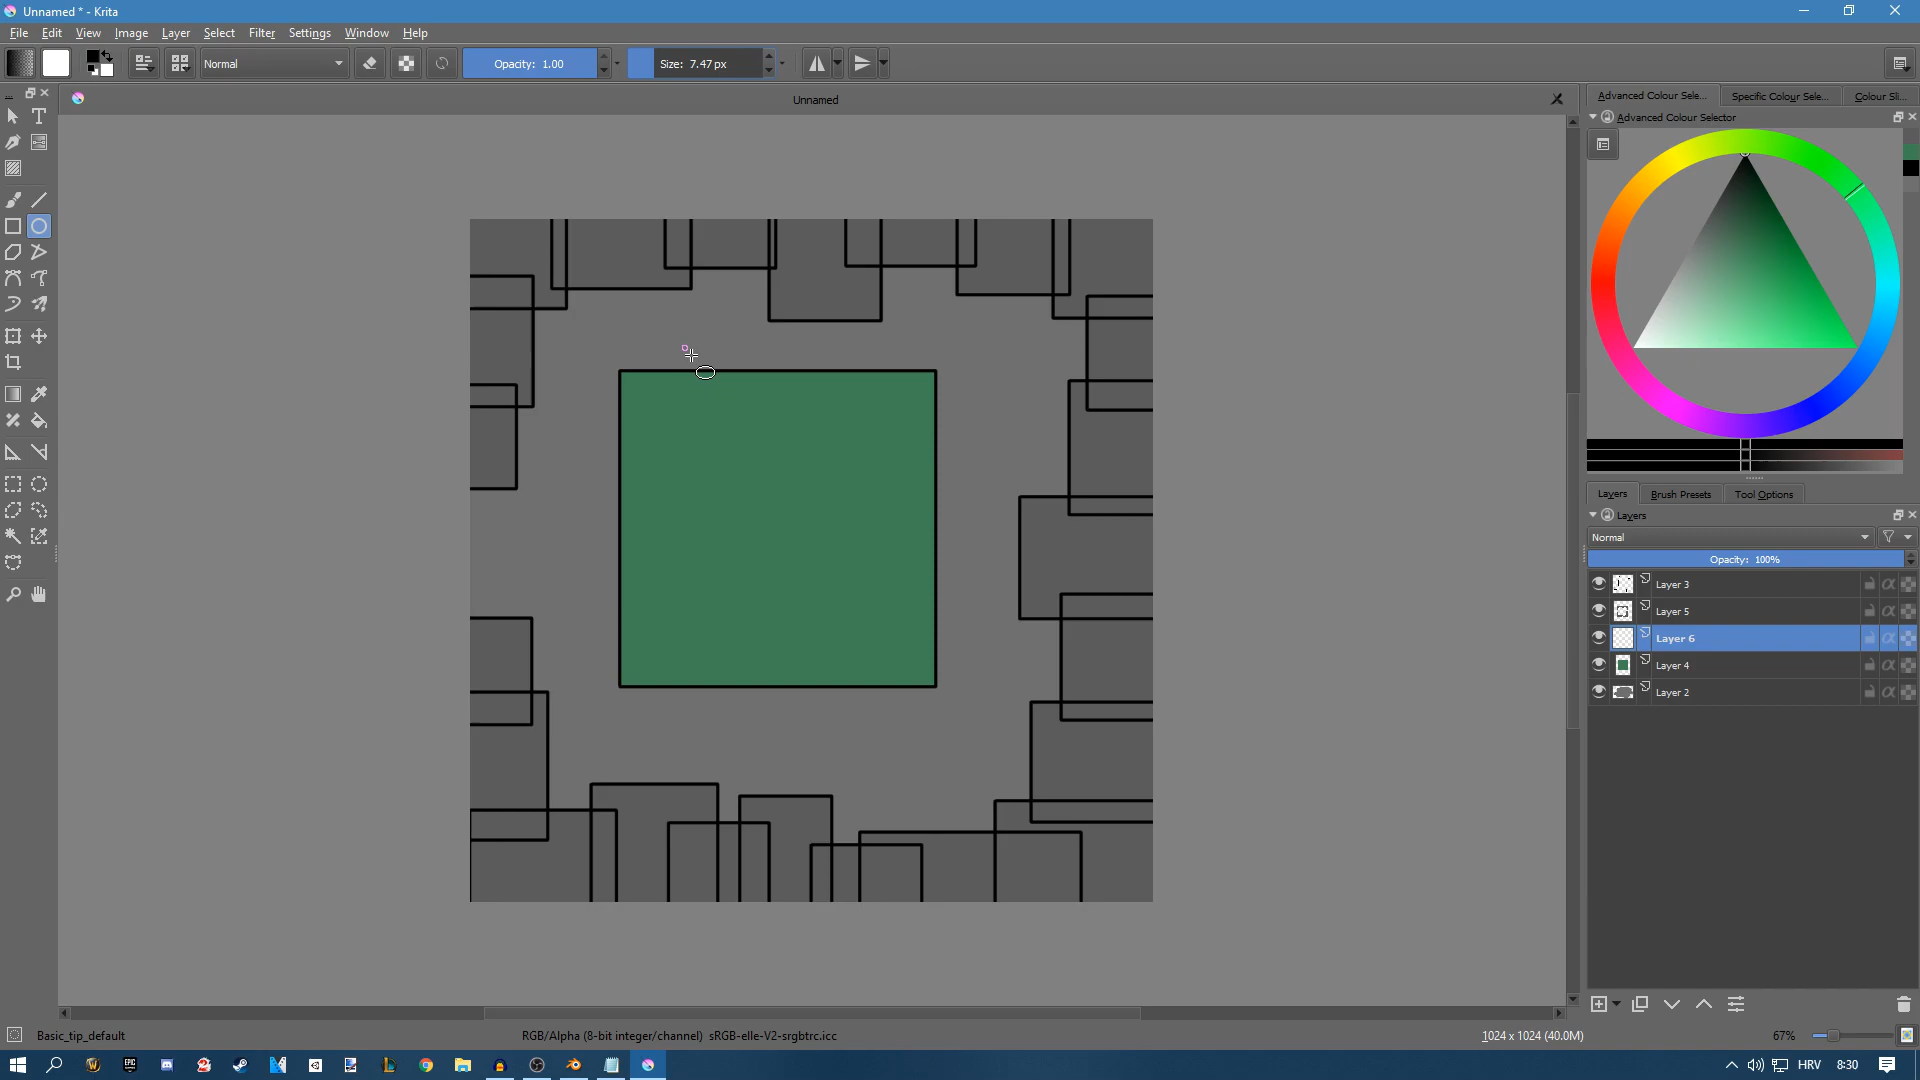 Unnamed * - Krita
File Edit View Image Layer Select Filter Settings Window Help
Normal
Opacity: 1.00
Size: 7.47 px
Unnamed
Advanced Colour Sele...
Specific Colour Sele...
Colour Sli...
Advanced Colour Selector
Layers
Brush Presets
Tool Options
Layers
Normal
Opacity: 100%
Layer 3
Layer 5
Layer 6
Layer 4
Layer 2
Basic_tip_default
RGB/Alpha (8-bit integer/channel) sRGB-elle-V2-srgbtrc.icc
1024 x 1024 (40.0M)
67%
HRV
8:30